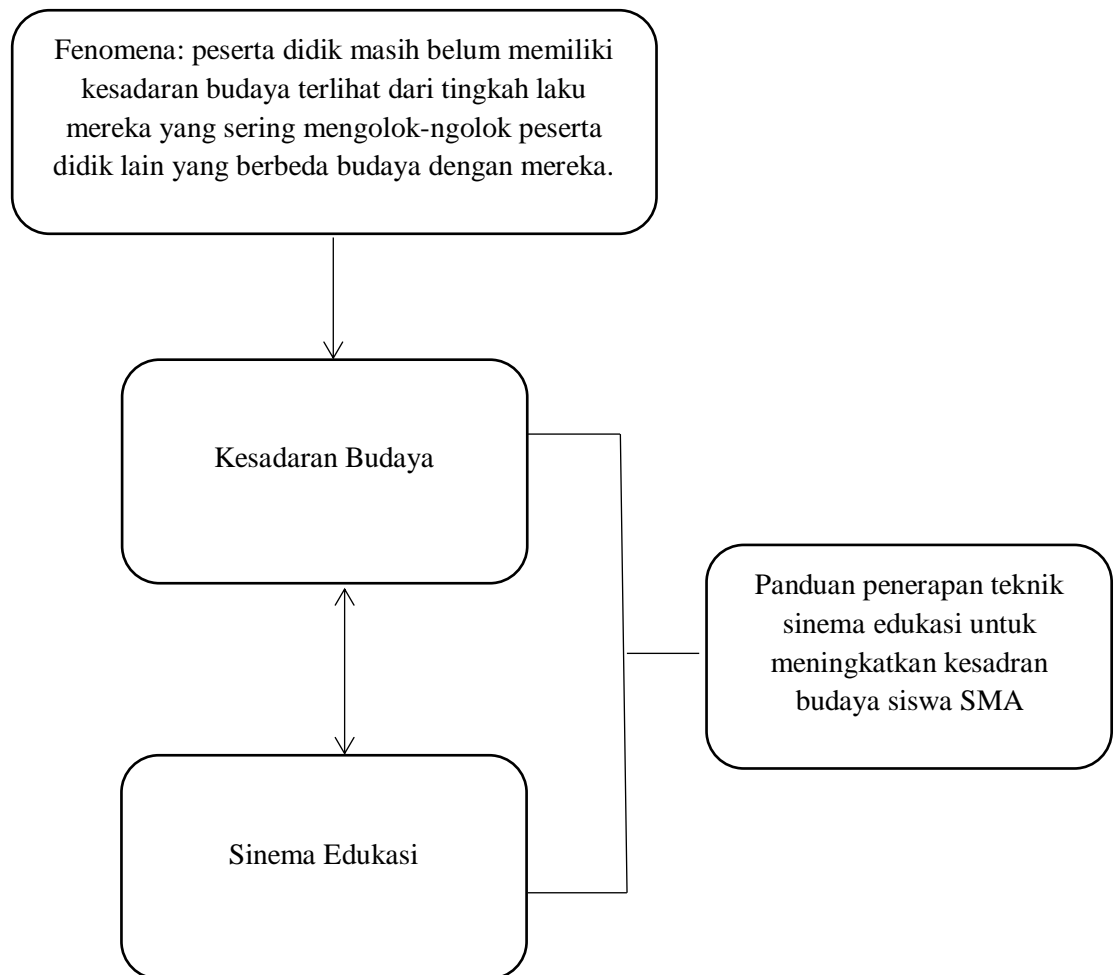 Fenomena: peserta didik masih belum memiliki
kesadaran budaya terlihat dari tingkah laku
mereka yang sering mengolok-ngolok peserta
didik lain yang berbeda budaya dengan mereka.
Kesadaran Budaya
Panduan penerapan teknik
sinema edukasi untuk
meningkatkan kesadran
budaya siswa SMA
Sinema Edukasi